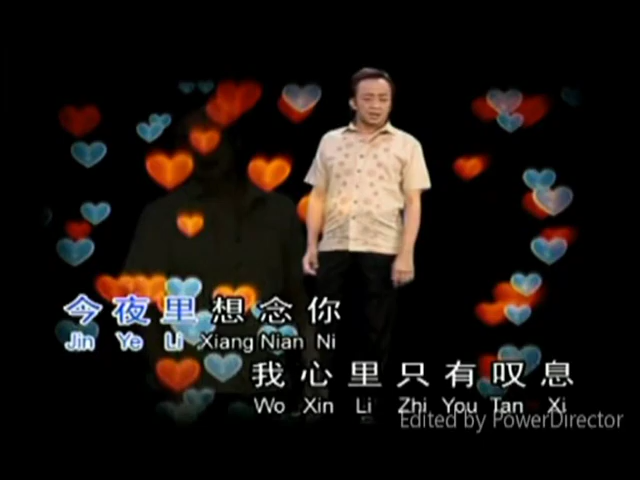 今夜里想念你
Jin Ye Li Xiang Nian Ni
我心里只有叹息
Wo Xin Li Zhi You Tan Xi
Edited by PowerDirector